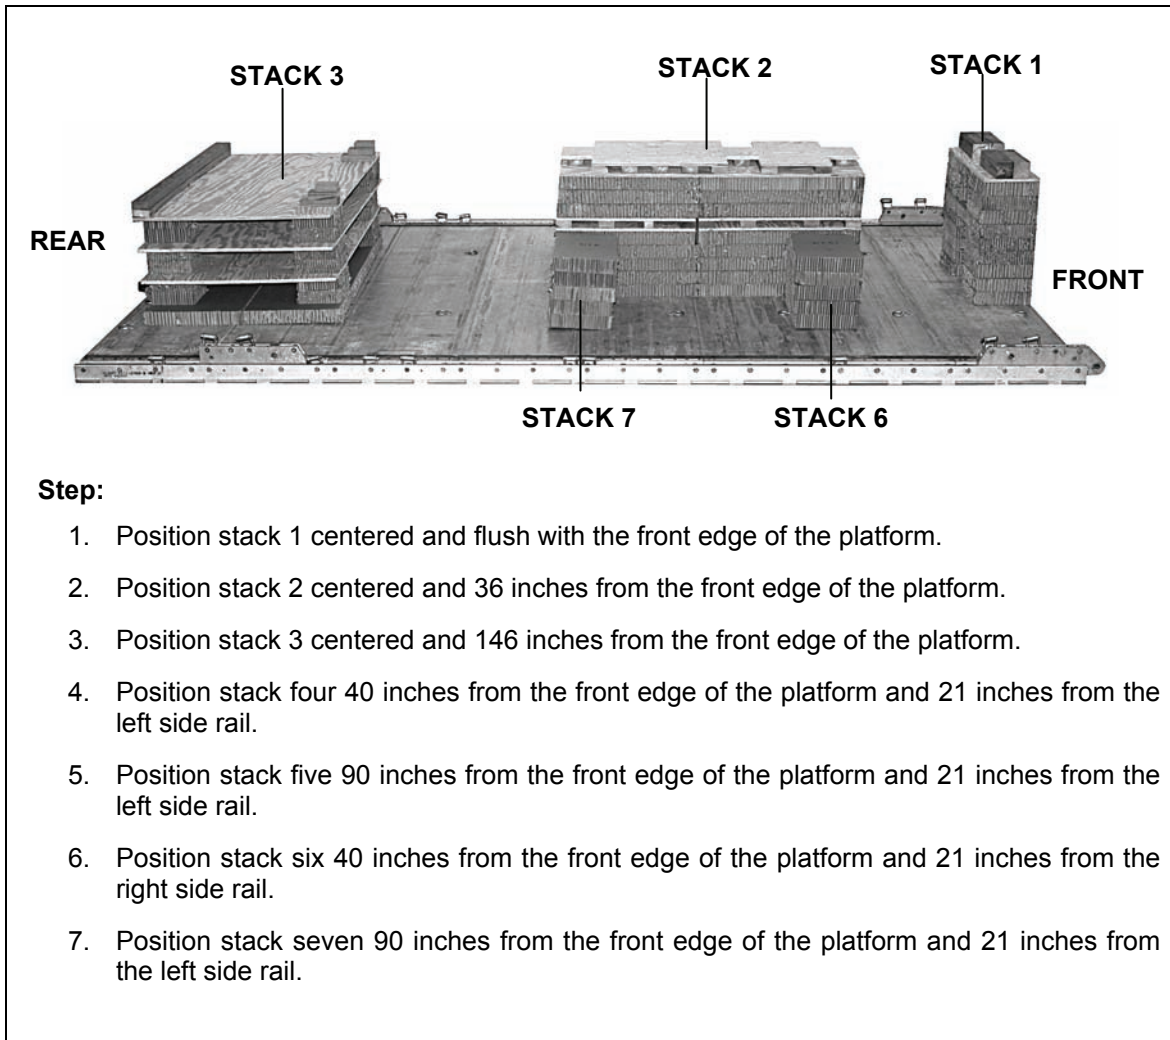 STACK 3
STACK 2
STACK 1
REAR
FRONT
STACK 7
STACK 6
Step:
1. Position stack 1 centered and flush with the front edge of the platform.
2. Position stack 2 centered and 36 inches from the front edge of the platform.
3. Position stack 3 centered and 146 inches from the front edge of the platform.
4. Position stack four 40 inches from the front edge of the platform and 21 inches from the
left side rail.
5. Position stack five 90 inches from the front edge of the platform and 21 inches from the
left side rail.
6. Position stack six 40 inches from the front edge of the platform and 21 inches from the
right side rail.
7. Position stack seven 90 inches from the front edge of the platform and 21 inches from
the left side rail.